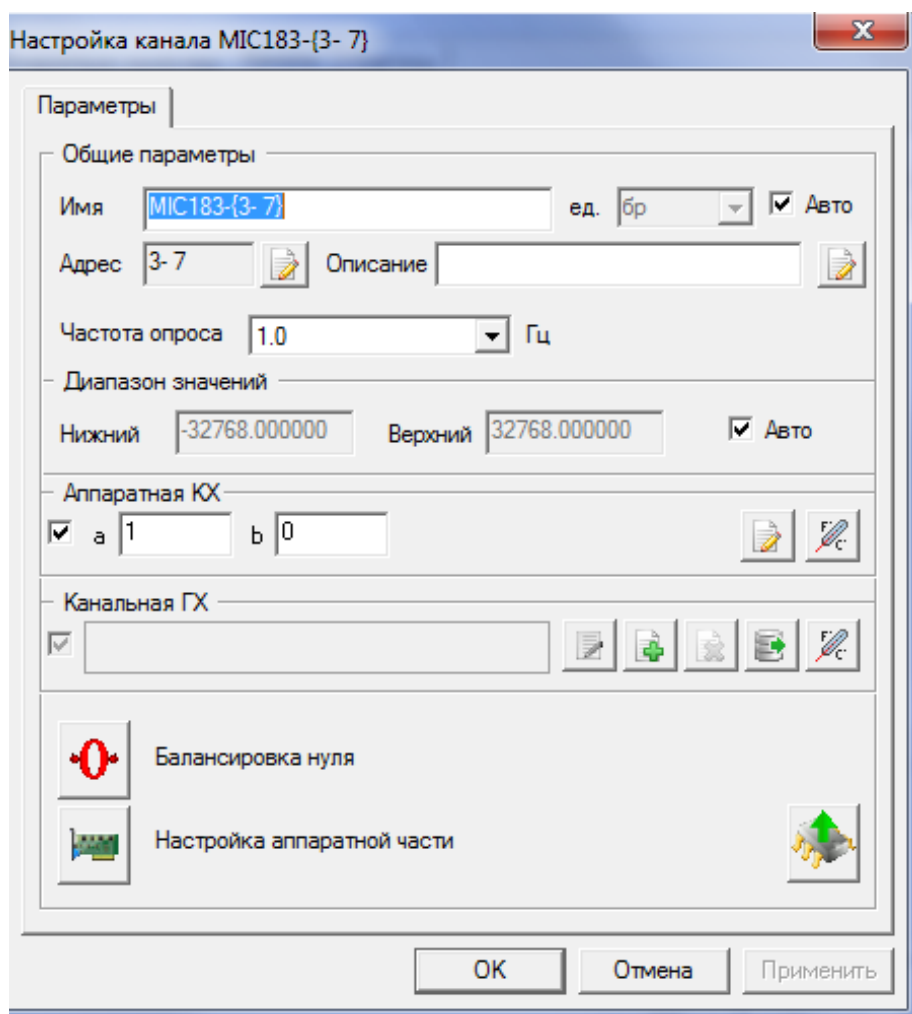 Настройка канала MIC183-{3- 7}
Параметры
Общие параметры
Имя MIC183-{3- 7} ед. бр Авто
Адрес 3- 7 Описание
Частота опроса 1.0 Гц
Диапазон значений
Нижний -32768.000000 Верхний 32768.000000 Авто
Аппаратная КХ
a 1 b 0
Канальная ГХ
Балансировка нуля
Настройка аппаратной части
OK Отмена Применить